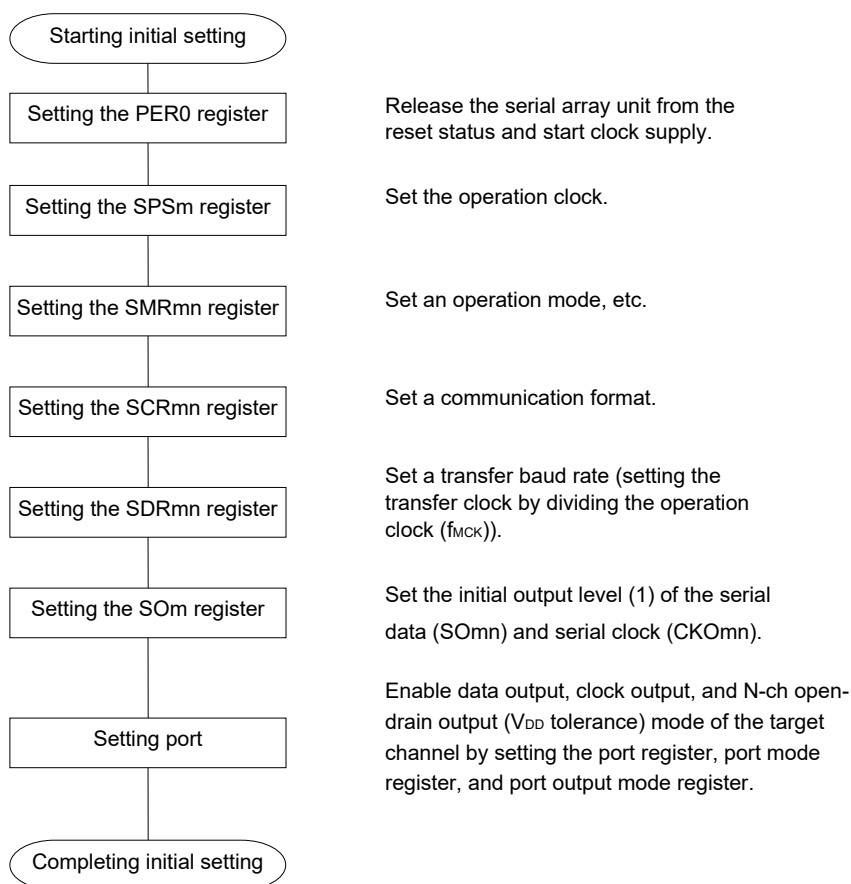 Starting initial setting
Setting the PER0 register
Release the serial array unit from the
reset status and start clock supply.
Setting the SPSm register
Set the operation clock.
Setting the SMRmn register
Set an operation mode, etc.
Setting the SCRmn register
Set a communication format.
Setting the SDRmn register
Set a transfer baud rate (setting the
transfer clock by dividing the operation
clock (fMCK)).
Setting the SOm register
Set the initial output level (1) of the serial
data (SOmn) and serial clock (CKOmn).
Setting port
Enable data output, clock output, and N-ch open-
drain output (VDD tolerance) mode of the target
channel by setting the port register, port mode
register, and port output mode register.
Completing initial setting